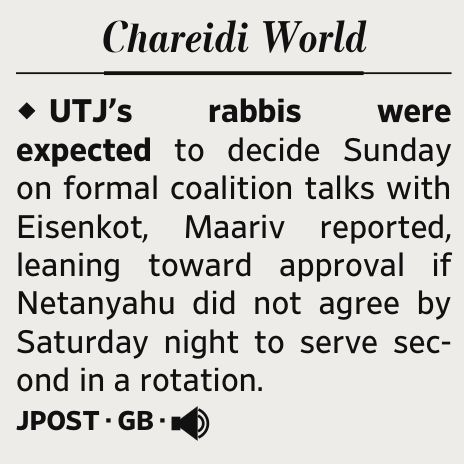 Chareidi World
◆ UTJ’s rabbis were
expected to decide Sunday
on formal coalition talks with
Eisenkot, Maariv reported,
leaning toward approval if
Netanyahu did not agree by
Saturday night to serve sec-
ond in a rotation.
JPOST · GB ·